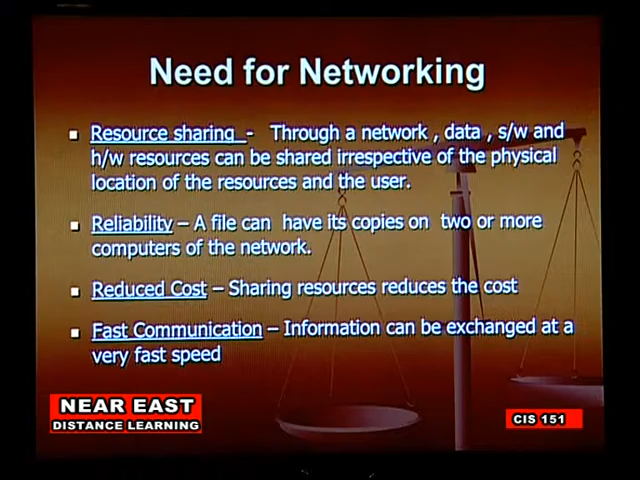 Need for Networking
▪ Resource sharing - Through a network , data , s/w and
h/w resources can be shared irrespective of the physical
location of the resources and the user.
▪ Reliability – A file can have its copies on two or more
computers of the network.
▪ Reduced Cost – Sharing resources reduces the cost
▪ Fast Communication – Information can be exchanged at a
very fast speed
NEAR EAST
DISTANCE LEARNING
CIS 151